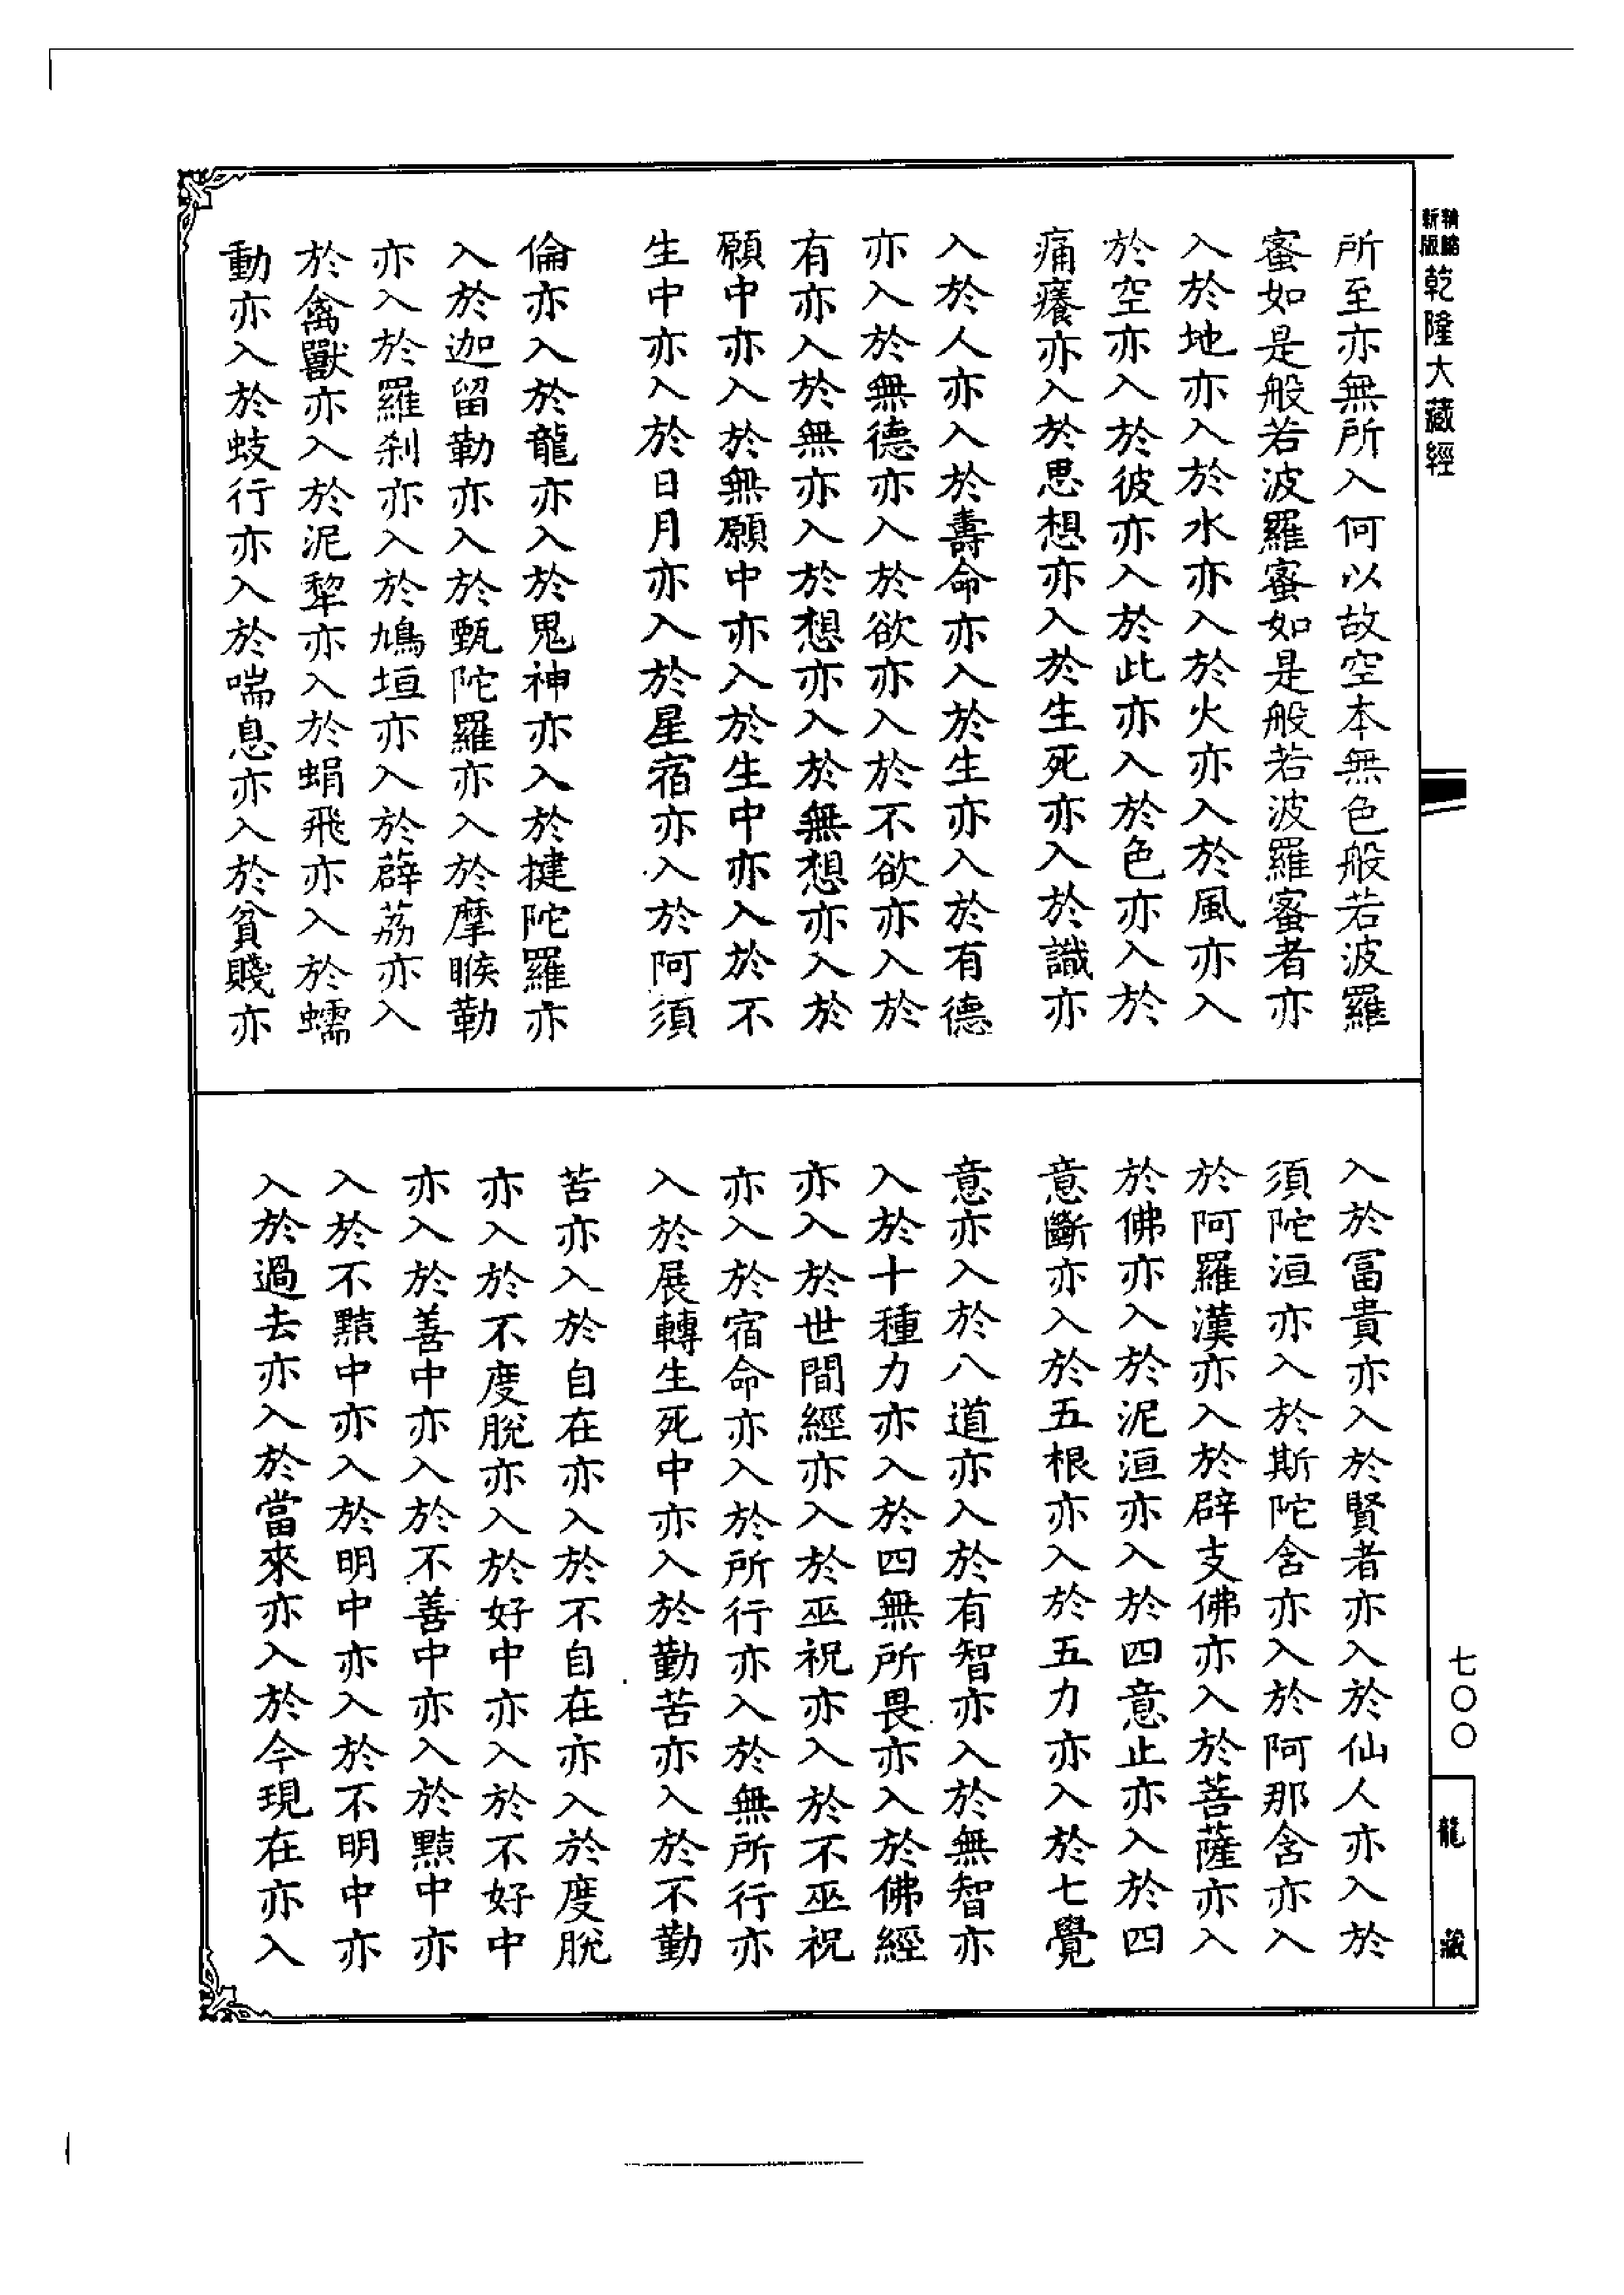 新版
精縮
乾隆大藏經
所至亦無所入何以故空本無色般若波羅
蜜如是般若波羅蜜如是般若波羅蜜者亦
入於地亦入於水亦入於火亦入於風亦入
於空亦入於彼亦入於此亦入於色亦入於
痛癢亦入於思想亦入於生死亦入於識亦
入於人亦入於壽命亦入於生亦入於有德
亦入於無德亦入於欲亦入於不欲亦入於
有亦入於無亦入於想亦入於無想亦入於
願中亦入於無願中亦入於生中亦入於不
生中亦入於日月亦入於星宿亦入於阿須
倫亦入於龍亦入於鬼神亦入於揵陀羅亦
入於迦留勒亦入於甄陀羅亦入於摩睺勒
亦入於羅剎亦入於鳩垣亦入於薜荔亦入
於禽獸亦入於泥犂亦入於蜎飛亦入於蠕
動亦入於蚑行亦入於喘息亦入於貧賤亦
入於冨貴亦入於賢者亦入於仙人亦入於
須陀洹亦入於斯陀含亦入於阿那含亦入
於阿羅漢亦入於辟支佛亦入於菩薩亦入
於佛亦入於泥洹亦入於四意止亦入於四
意斷亦入於五根亦入於五力亦入於七覺
意亦入於八道亦入於有智亦入於無智亦
入於十種力亦入於四無所畏亦入於佛經
亦入於世間經亦入於巫祝亦入於不巫祝
亦入於宿命亦入於所行亦入於無所行亦
入於展轉生死中亦入於勤苦亦入於不勤
苦亦入於自在亦入於不自在亦入於度脫
亦入於不度脫亦入於好中亦入於不好中
亦入於善中亦入於不善中亦入於黠中亦
入於不黠中亦入於明中亦入於不明中亦
入於過去亦入於當來亦入於今現在亦入
七〇〇
龍藏